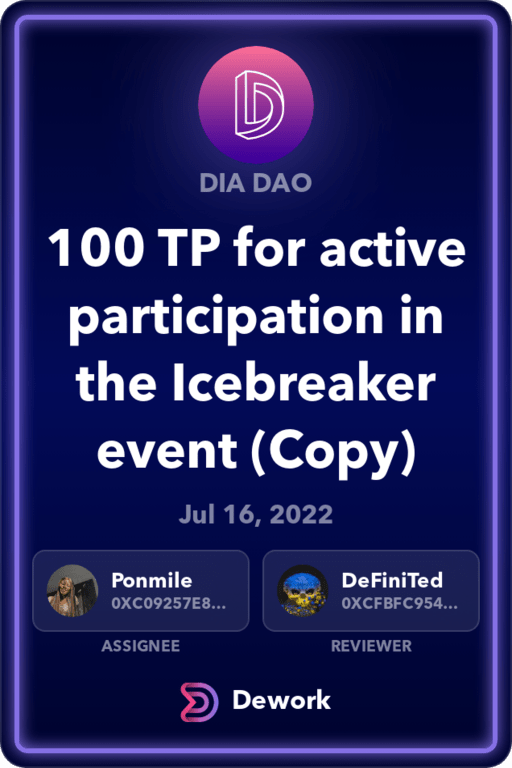 DIA DAO
100 TP for active
participation in
the Icebreaker
event (Copy)
Jul 16, 2022
Ponmile
0XC09257E8...
ASSIGNEE
DeFiniTed
0XCFBFC954...
REVIEWER
Dework